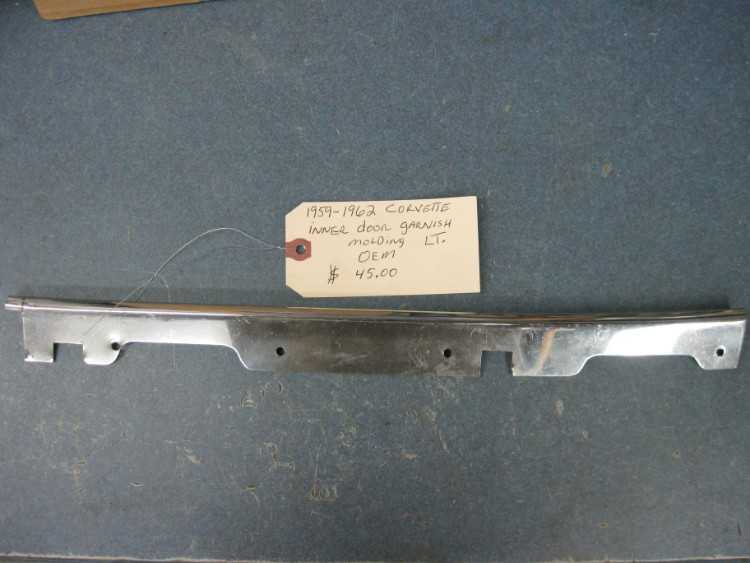 1959-1962 CORVETTE
INNER door GARNISH
MOLDING LT.
OEM
$ 45.00